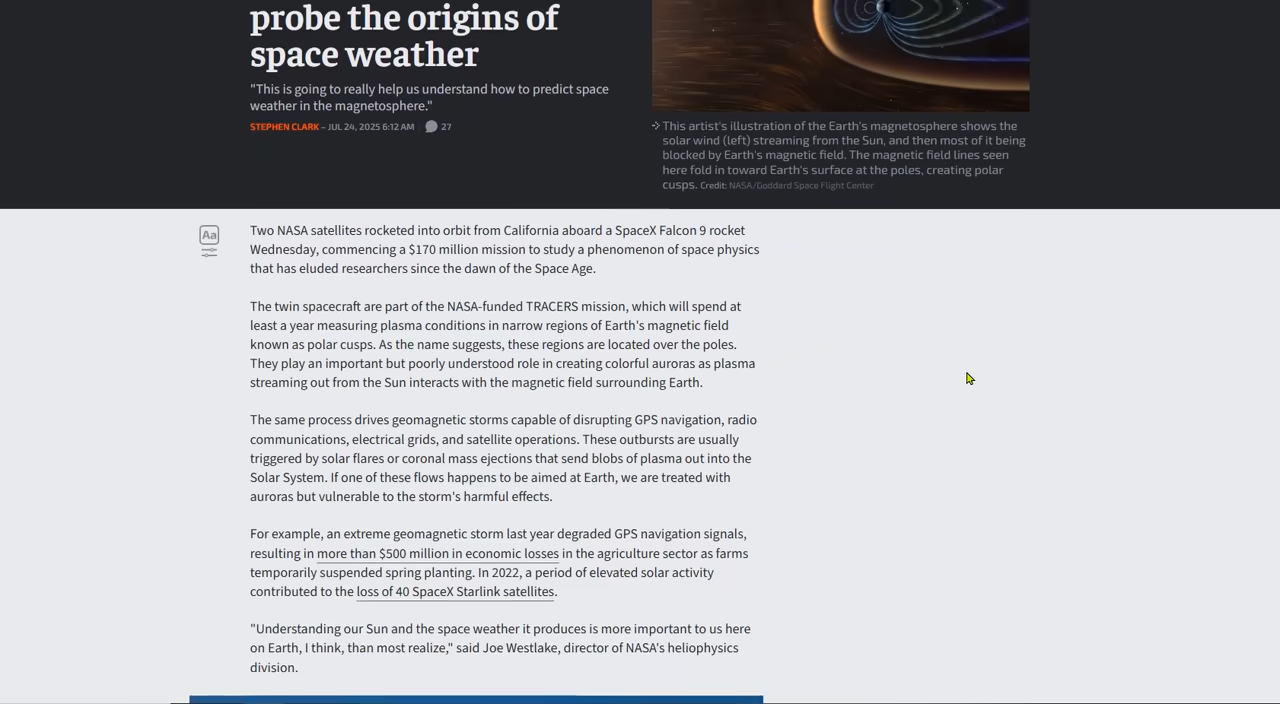 probe the origins of
space weather
"This is going to really help us understand how to predict space
weather in the magnetosphere."
STEPHEN CLARK – JUL 24, 2025 6:12 AM 27
This artist's illustration of the Earth's magnetosphere shows the
solar wind (left) streaming from the Sun, and then most of it being
blocked by Earth's magnetic field. The magnetic field lines seen
here fold in toward Earth's surface at the poles, creating polar
cusps. Credit: NASA/Goddard Space Flight Center
Aa
Two NASA satellites rocketed into orbit from California aboard a SpaceX Falcon 9 rocket
Wednesday, commencing a $170 million mission to study a phenomenon of space physics
that has eluded researchers since the dawn of the Space Age.
The twin spacecraft are part of the NASA-funded TRACERS mission, which will spend at
least a year measuring plasma conditions in narrow regions of Earth's magnetic field
known as polar cusps. As the name suggests, these regions are located over the poles.
They play an important but poorly understood role in creating colorful auroras as plasma
streaming out from the Sun interacts with the magnetic field surrounding Earth.
The same process drives geomagnetic storms capable of disrupting GPS navigation, radio
communications, electrical grids, and satellite operations. These outbursts are usually
triggered by solar flares or coronal mass ejections that send blobs of plasma out into the
Solar System. If one of these flows happens to be aimed at Earth, we are treated with
auroras but vulnerable to the storm's harmful effects.
For example, an extreme geomagnetic storm last year degraded GPS navigation signals,
resulting in more than $500 million in economic losses in the agriculture sector as farms
temporarily suspended spring planting. In 2022, a period of elevated solar activity
contributed to the loss of 40 SpaceX Starlink satellites.
"Understanding our Sun and the space weather it produces is more important to us here
on Earth, I think, than most realize," said Joe Westlake, director of NASA's heliophysics
division.